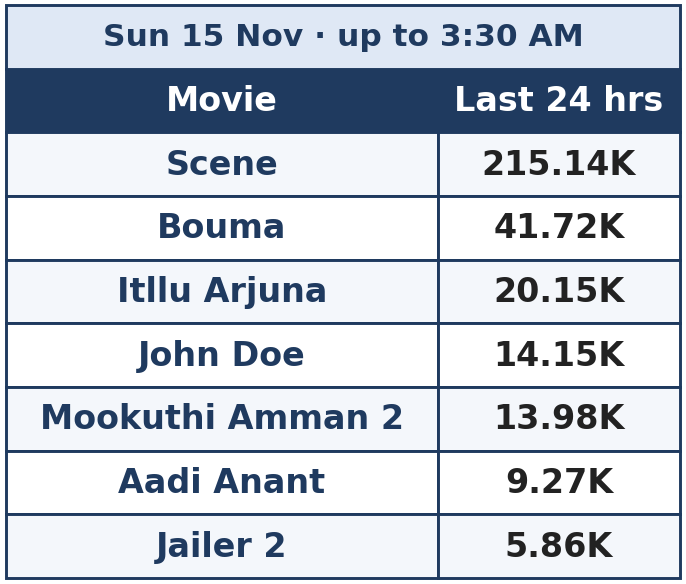 Sun 15 Nov · up to 3:30 AM
Movie Last 24 hrs
Scene 215.14K
Bouma 41.72K
Itllu Arjuna 20.15K
John Doe 14.15K
Mookuthi Amman 2 13.98K
Aadi Anant 9.27K
Jailer 2 5.86K